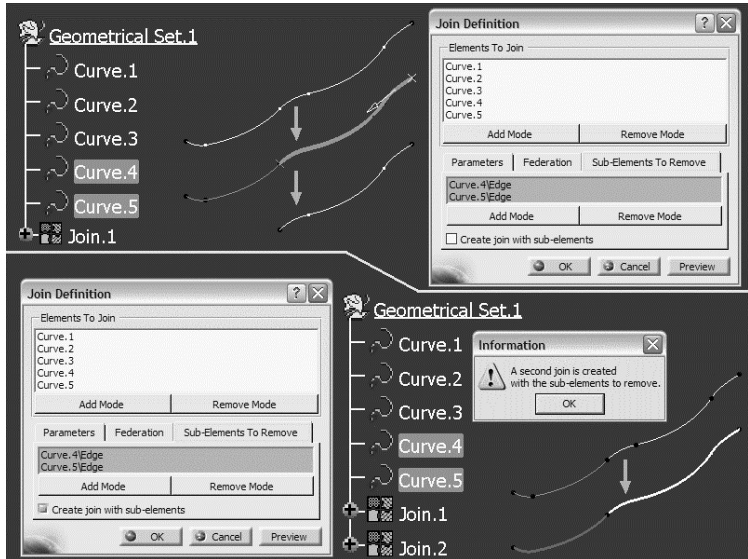 Geometrical Set.1
Curve.1
Curve.2
Curve.3
Curve.4
Curve.5
Join.1
Join Definition
Elements To Join
Curve.1
Curve.2
Curve.3
Curve.4
Curve.5
Add Mode Remove Mode
Parameters Federation Sub-Elements To Remove
Curve.4\Edge
Curve.5\Edge
Add Mode Remove Mode
Create join with sub-elements
OK Cancel Preview
Join Definition
Elements To Join
Curve.1
Curve.2
Curve.3
Curve.4
Curve.5
Add Mode Remove Mode
Parameters Federation Sub-Elements To Remove
Curve.4\Edge
Curve.5\Edge
Add Mode Remove Mode
Create join with sub-elements
OK Cancel Preview
Geometrical Set.1
Curve.1
Curve.2
Curve.3
Curve.4
Curve.5
Join.1
Join.2
Information
A second join is created
with the sub-elements to remove.
OK